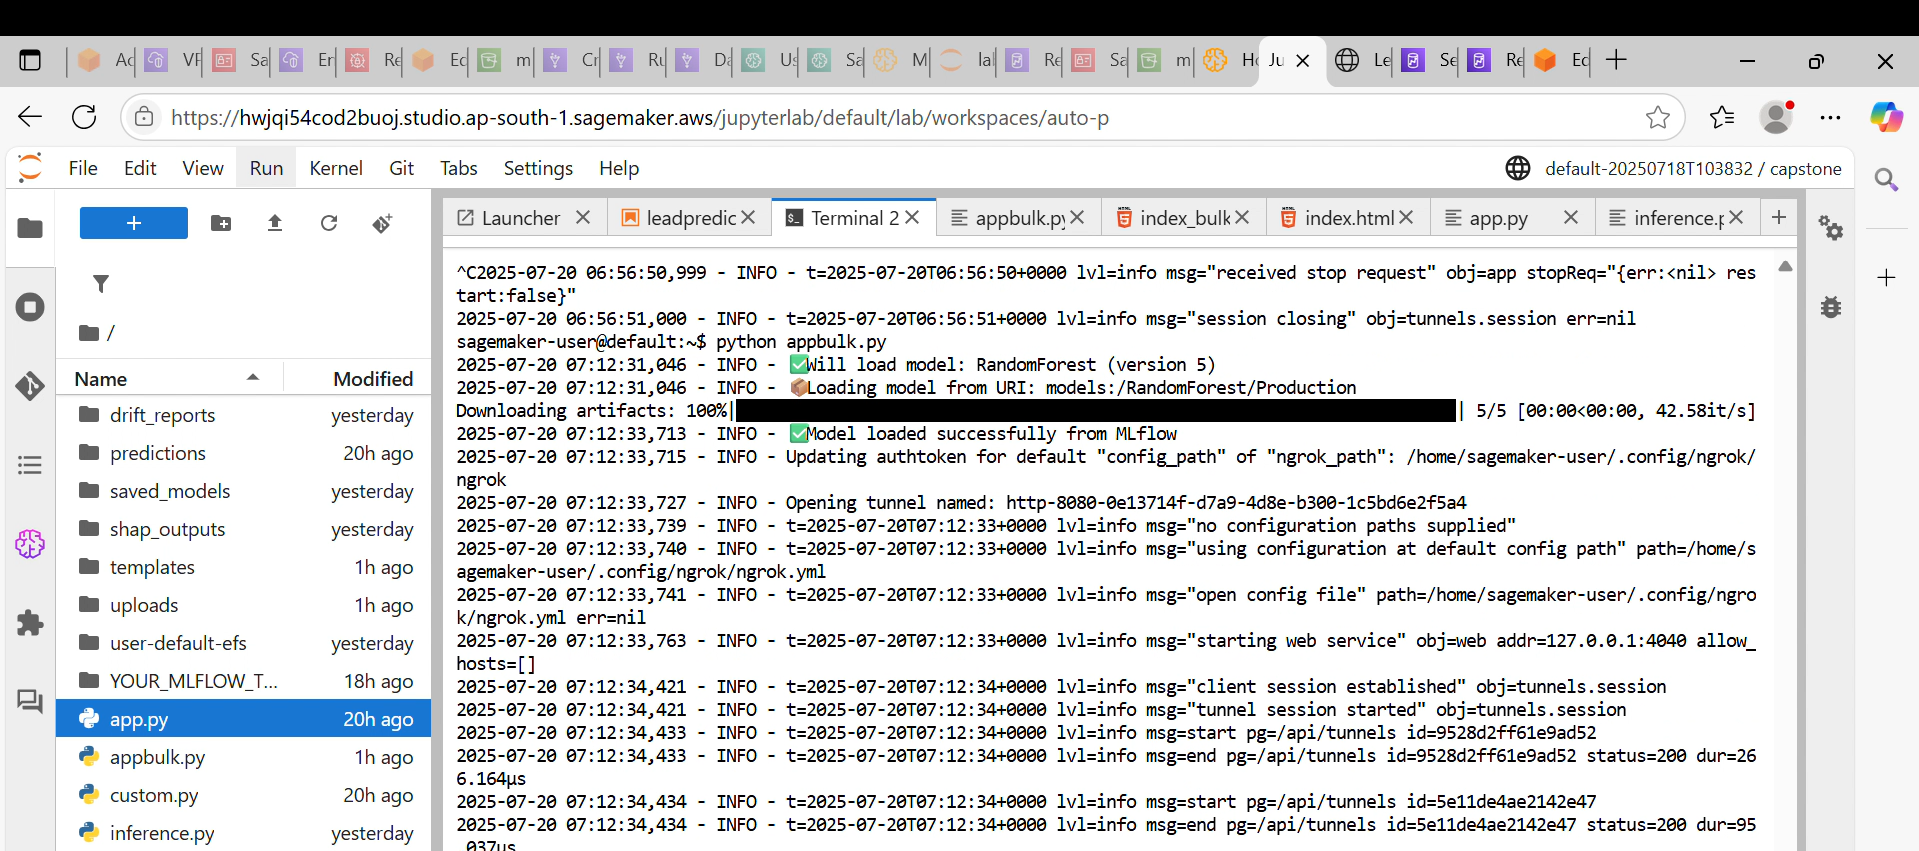 Ac VF Sa En Re Ec m Cr Ru Da Us Sa M lal Re Sa m Ho Ju Le Se Re Ec
https://hwjqi54cod2buoj.studio.ap-south-1.sagemaker.aws/jupyterlab/default/lab/workspaces/auto-p
File Edit View Run Kernel Git Tabs Settings Help default-20250718T103832 / capstone
Launcher leadpredic Terminal 2 appbulk.py index_bulk index.html app.py inference.p
/
Name Modified
drift_reports yesterday
predictions 20h ago
saved_models yesterday
shap_outputs yesterday
templates 1h ago
uploads 1h ago
user-default-efs yesterday
YOUR_MLFLOW_T... 18h ago
app.py 20h ago
appbulk.py 1h ago
custom.py 20h ago
inference.py yesterday
^C2025-07-20 06:56:50,999 - INFO - t=2025-07-20T06:56:50+0000 lvl=info msg="received stop request" obj=app stopReq="{err:<nil> res
tart:false}"
2025-07-20 06:56:51,000 - INFO - t=2025-07-20T06:56:51+0000 lvl=info msg="session closing" obj=tunnels.session err=nil
sagemaker-user@default:~$ python appbulk.py
2025-07-20 07:12:31,046 - INFO - ✅Will load model: RandomForest (version 5)
2025-07-20 07:12:31,046 - INFO - 📦Loading model from URI: models:/RandomForest/Production
Downloading artifacts: 100%| | 5/5 [00:00<00:00, 42.58it/s]
2025-07-20 07:12:33,713 - INFO - ✅Model loaded successfully from MLflow
2025-07-20 07:12:33,715 - INFO - Updating authtoken for default "config_path" of "ngrok_path": /home/sagemaker-user/.config/ngrok/
ngrok
2025-07-20 07:12:33,727 - INFO - Opening tunnel named: http-8080-0e13714f-d7a9-4d8e-b300-1c5bd6e2f5a4
2025-07-20 07:12:33,739 - INFO - t=2025-07-20T07:12:33+0000 lvl=info msg="no configuration paths supplied"
2025-07-20 07:12:33,740 - INFO - t=2025-07-20T07:12:33+0000 lvl=info msg="using configuration at default config path" path=/home/s
agemaker-user/.config/ngrok/ngrok.yml
2025-07-20 07:12:33,741 - INFO - t=2025-07-20T07:12:33+0000 lvl=info msg="open config file" path=/home/sagemaker-user/.config/ngro
k/ngrok.yml err=nil
2025-07-20 07:12:33,763 - INFO - t=2025-07-20T07:12:33+0000 lvl=info msg="starting web service" obj=web addr=127.0.0.1:4040 allow_
hosts=[]
2025-07-20 07:12:34,421 - INFO - t=2025-07-20T07:12:34+0000 lvl=info msg="client session established" obj=tunnels.session
2025-07-20 07:12:34,421 - INFO - t=2025-07-20T07:12:34+0000 lvl=info msg="tunnel session started" obj=tunnels.session
2025-07-20 07:12:34,433 - INFO - t=2025-07-20T07:12:34+0000 lvl=info msg=start pg=/api/tunnels id=9528d2ff61e9ad52
2025-07-20 07:12:34,433 - INFO - t=2025-07-20T07:12:34+0000 lvl=info msg=end pg=/api/tunnels id=9528d2ff61e9ad52 status=200 dur=26
6.164µs
2025-07-20 07:12:34,434 - INFO - t=2025-07-20T07:12:34+0000 lvl=info msg=start pg=/api/tunnels id=5e11de4ae2142e47
2025-07-20 07:12:34,434 - INFO - t=2025-07-20T07:12:34+0000 lvl=info msg=end pg=/api/tunnels id=5e11de4ae2142e47 status=200 dur=95
.037µs